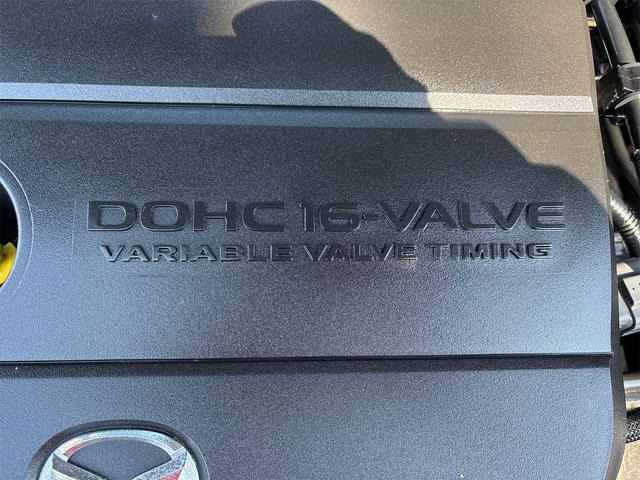 DOHC 16-VALVE
VARIABLE VALVE TIMING